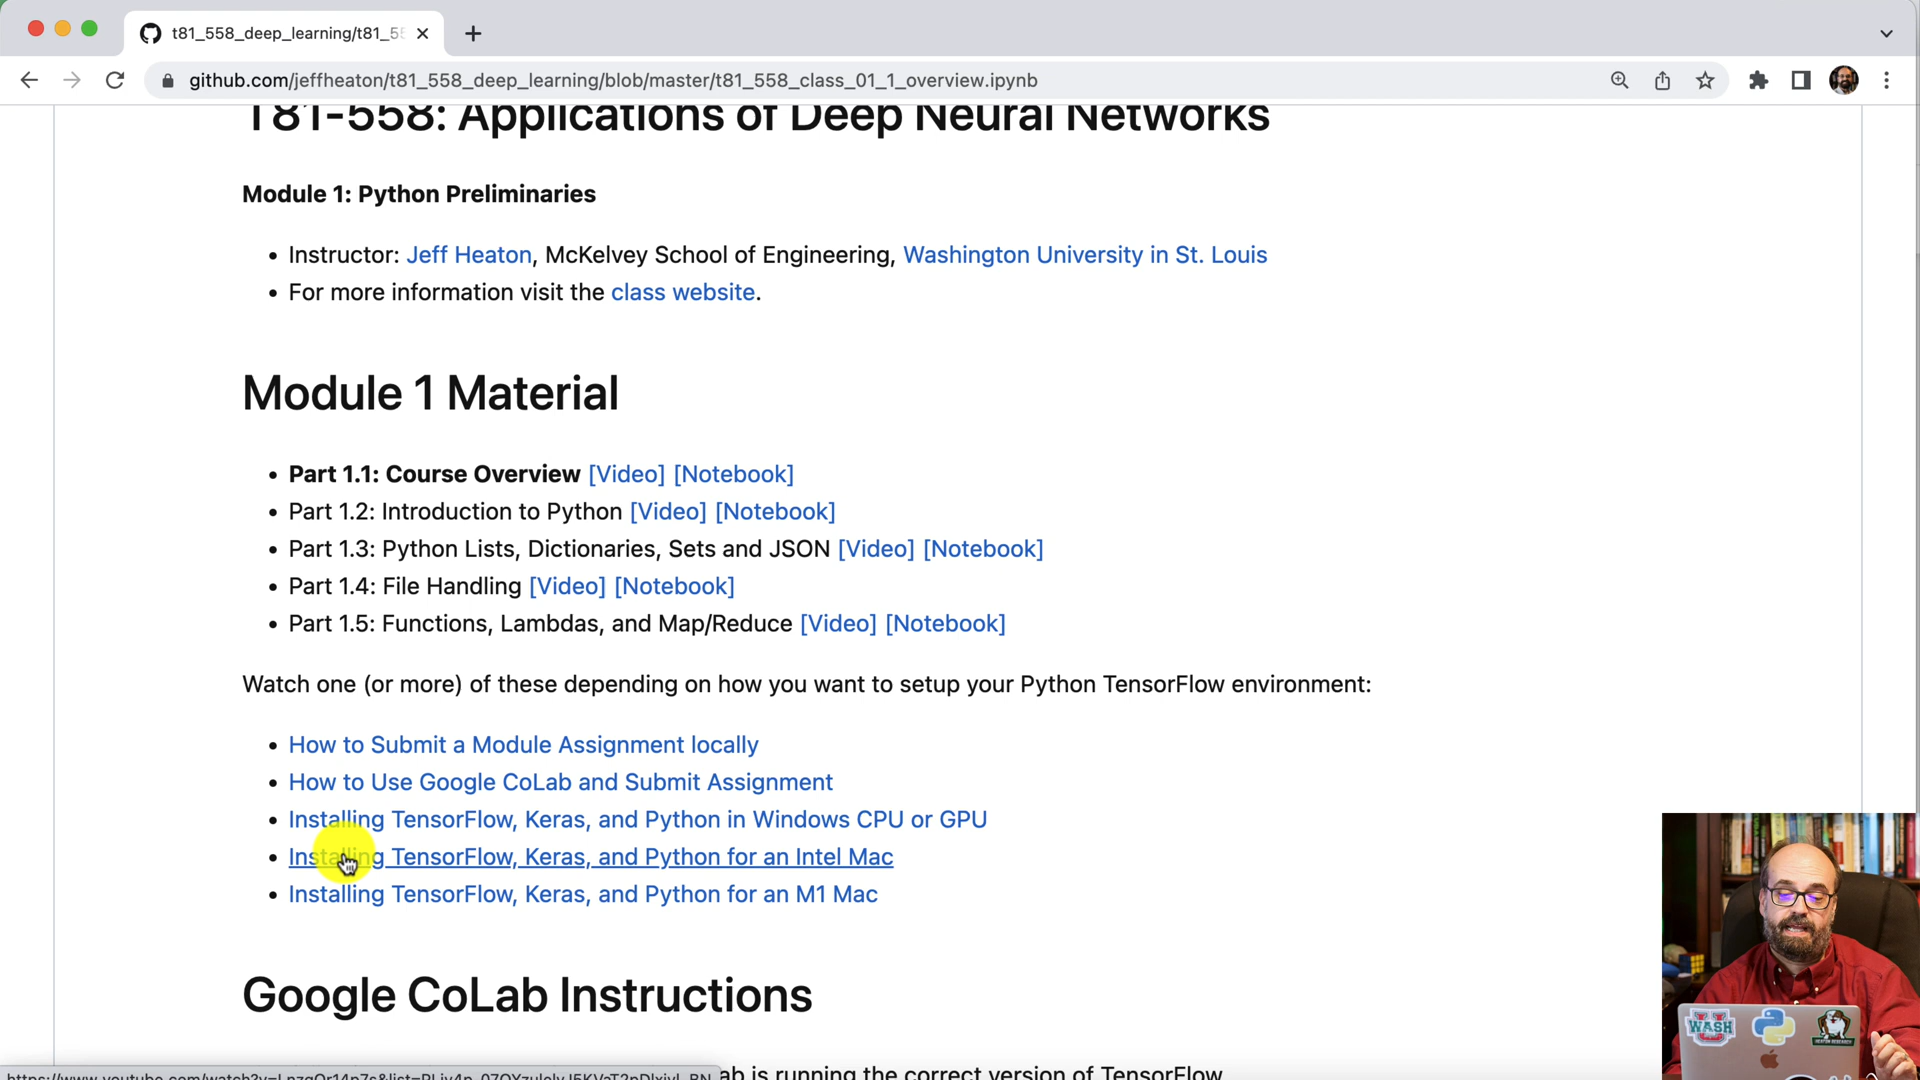 t81_558_deep_learning/t81_5
github.com/jeffheaton/t81_558_deep_learning/blob/master/t81_558_class_01_1_overview.ipynb
T81-558: Applications of Deep Neural Networks
Module 1: Python Preliminaries
• Instructor: Jeff Heaton, McKelvey School of Engineering, Washington University in St. Louis
• For more information visit the class website.
Module 1 Material
• Part 1.1: Course Overview [Video] [Notebook]
• Part 1.2: Introduction to Python [Video] [Notebook]
• Part 1.3: Python Lists, Dictionaries, Sets and JSON [Video] [Notebook]
• Part 1.4: File Handling [Video] [Notebook]
• Part 1.5: Functions, Lambdas, and Map/Reduce [Video] [Notebook]
Watch one (or more) of these depending on how you want to setup your Python TensorFlow environment:
• How to Submit a Module Assignment locally
• How to Use Google CoLab and Submit Assignment
• Installing TensorFlow, Keras, and Python in Windows CPU or GPU
• Installing TensorFlow, Keras, and Python for an Intel Mac
• Installing TensorFlow, Keras, and Python for an M1 Mac
Google CoLab Instructions
is running the correct version of TensorFlow
WASH